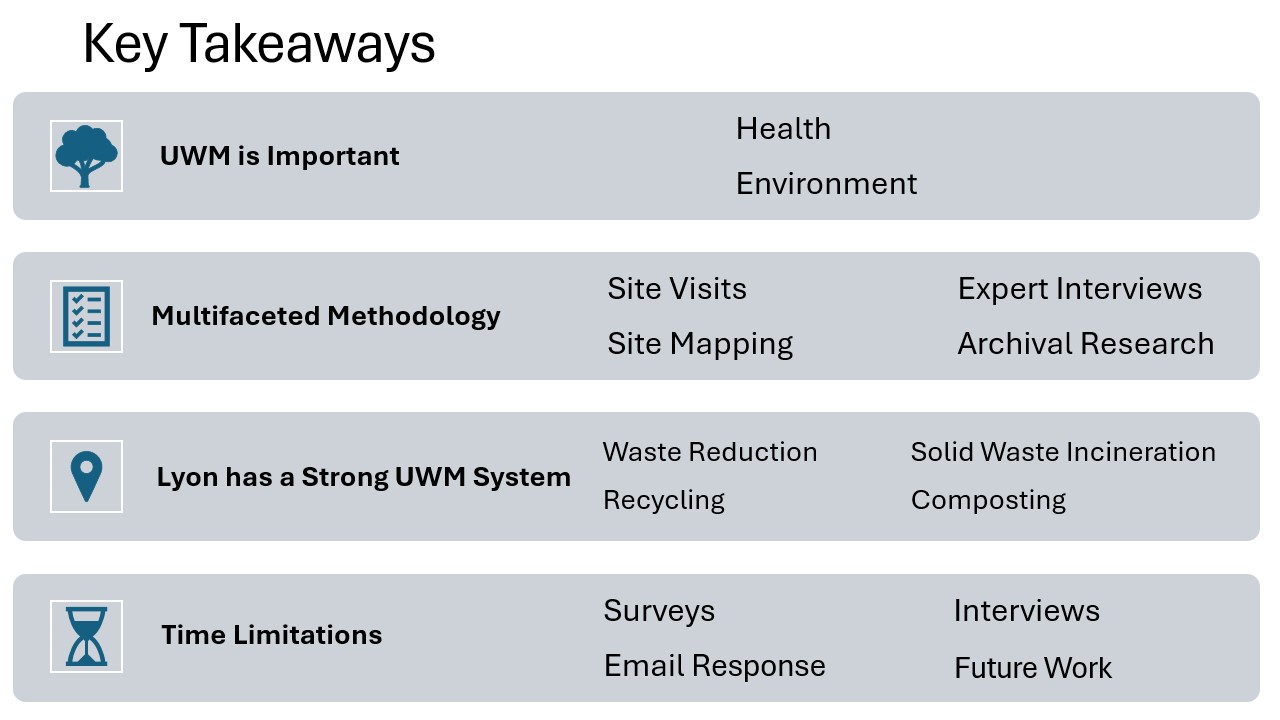 Key Takeaways
UWM is Important
Health
Environment
Multifaceted Methodology
Site Visits
Site Mapping
Expert Interviews
Archival Research
Lyon has a Strong UWM System
Waste Reduction
Recycling
Solid Waste Incineration
Composting
Time Limitations
Surveys
Email Response
Interviews
Future Work